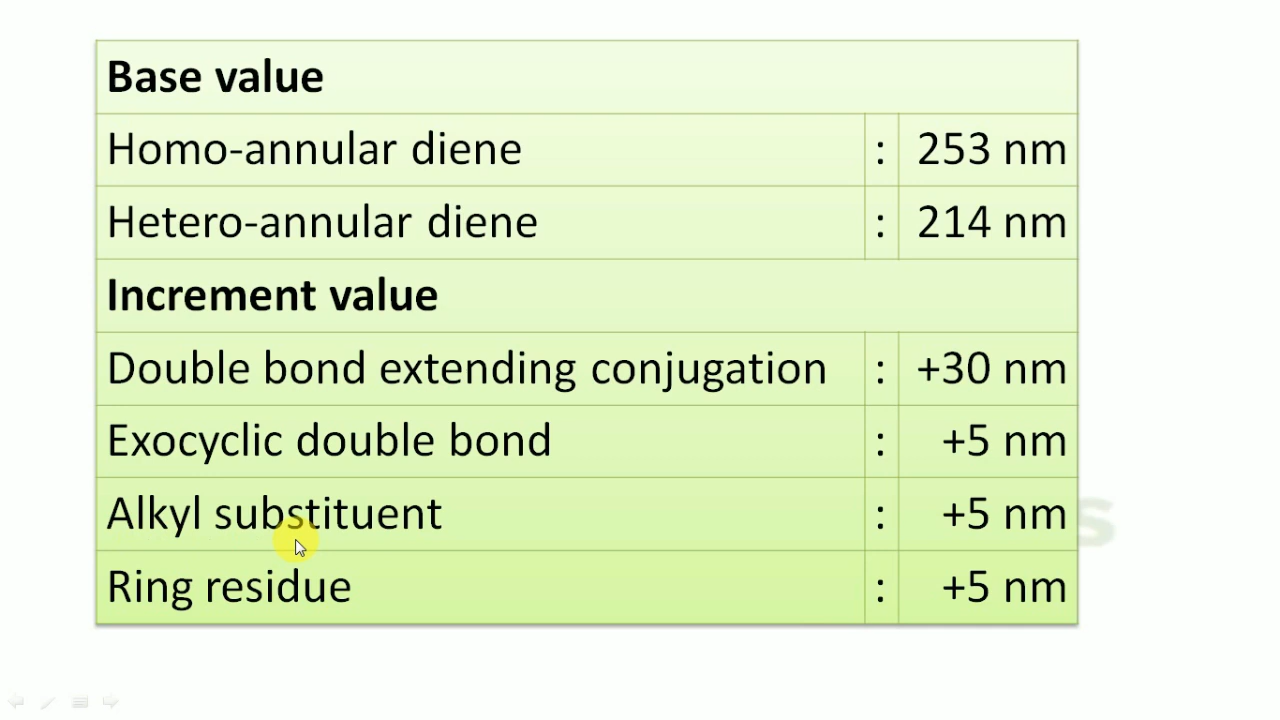 Base value
Homo-annular diene : 253 nm
Hetero-annular diene : 214 nm
Increment value
Double bond extending conjugation : +30 nm
Exocyclic double bond : +5 nm
Alkyl substituent : +5 nm
Ring residue : +5 nm